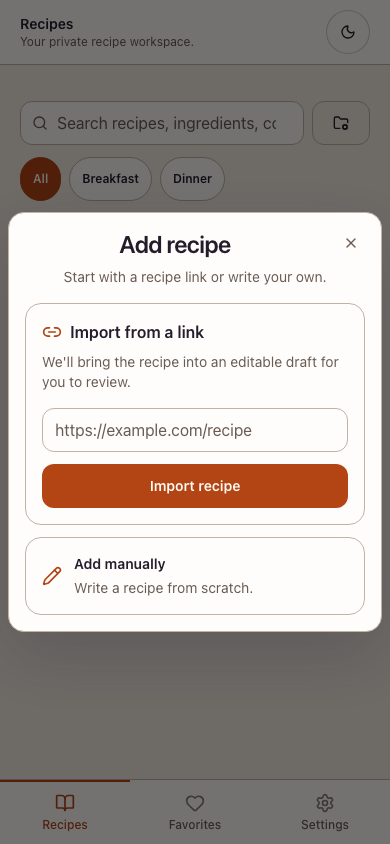 Recipes
Your private recipe workspace.
Search recipes, ingredients, co
All
Breakfast
Dinner
Add recipe
Start with a recipe link or write your own.
Import from a link
We'll bring the recipe into an editable draft for
you to review.
https://example.com/recipe
Import recipe
Add manually
Write a recipe from scratch.
Recipes
Favorites
Settings